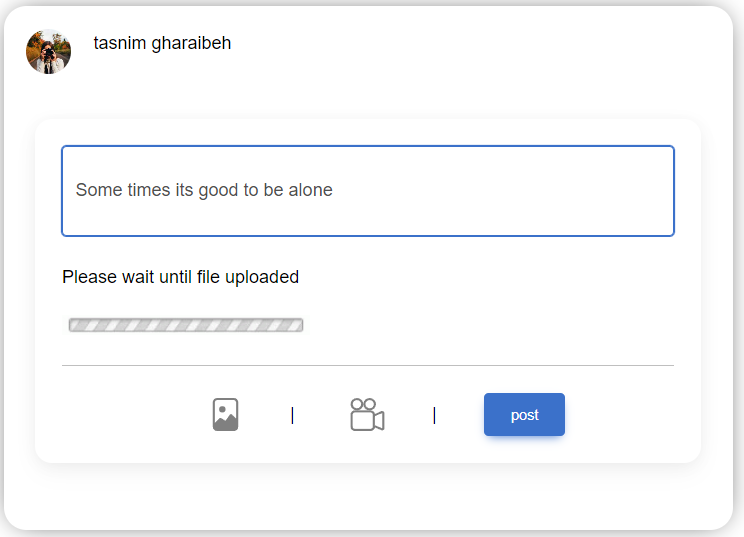 tasnim gharaibeh
Some times its good to be alone
Please wait until file uploaded
| | post